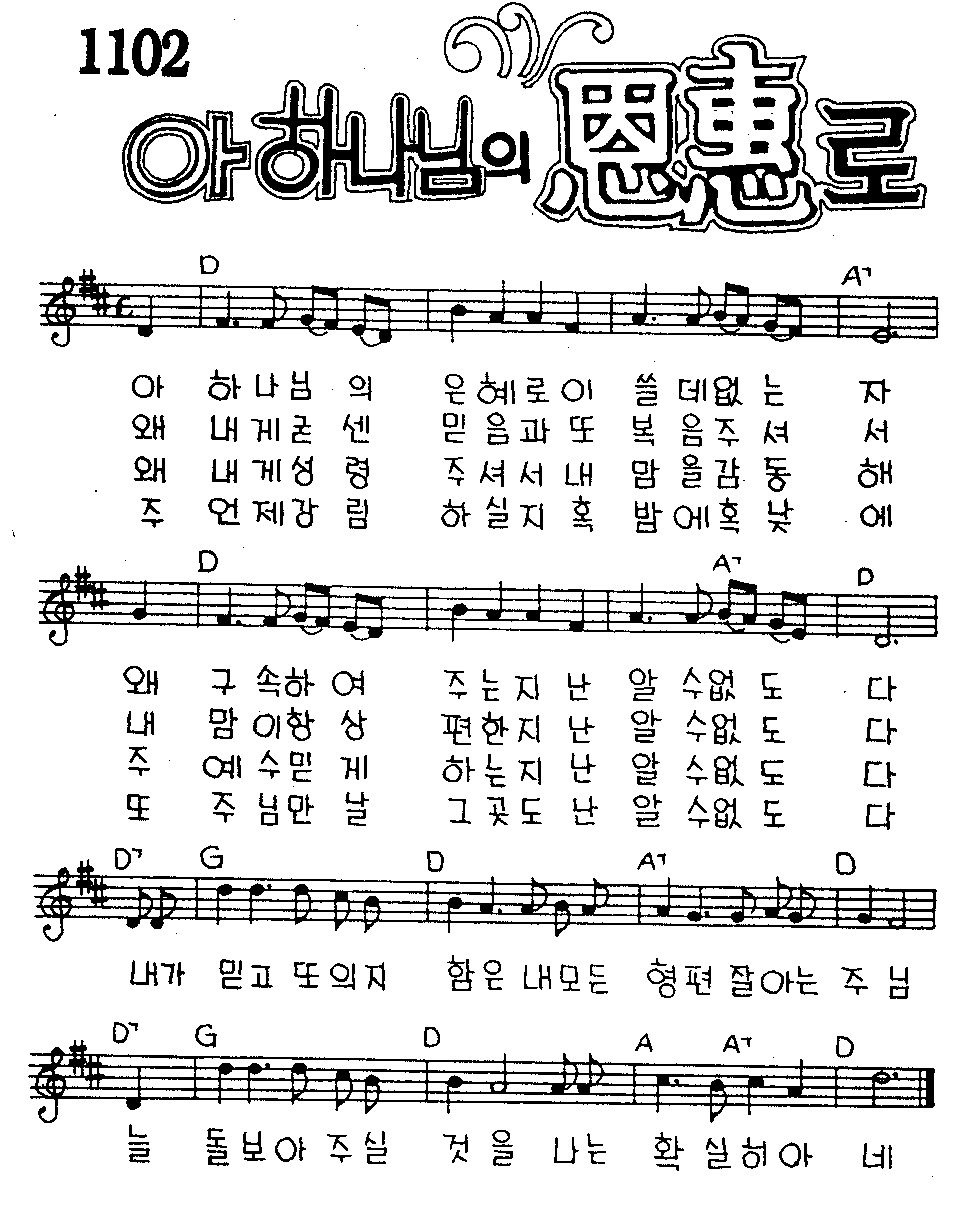 1102
아 하나님의 恩惠로
D A7
아 하나님의 은혜로 이 쓸데없는 자
왜 내게 굳센 믿음과 또 복음주셔서
왜 내게 성령 주셔서 내 맘을 감동해
주 언제 강림 하실지 혹 밤에 혹 낮에
D A7 D
왜 구속하여 주는지 난 알 수 없도다
내 맘이 항상 편한지 난 알 수 없도다
주 예수 믿게 하는지 난 알 수 없도다
또 주님 만날 그 곳도 난 알 수 없도다
D7 G D A7 D
내가 믿고 또 의지함은 내 모든 형편 잘 아는 주님
D7 G D A A7 D
늘 돌보아 주실 것을 나는 확실히 아네